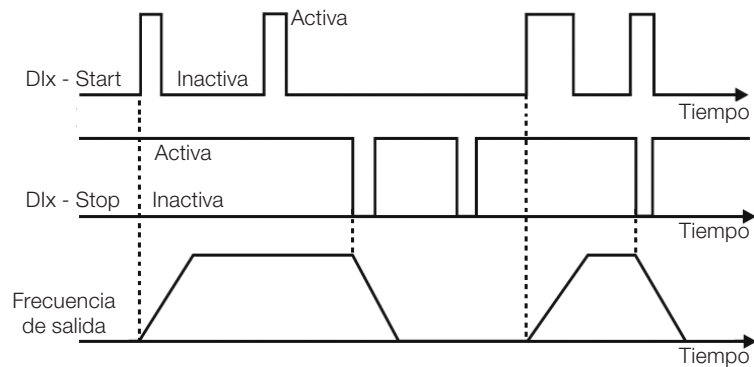 Activa
DIx - Start
Inactiva
Tiempo
Activa
DIx - Stop
Inactiva
Tiempo
Frecuencia
de salida
Tiempo